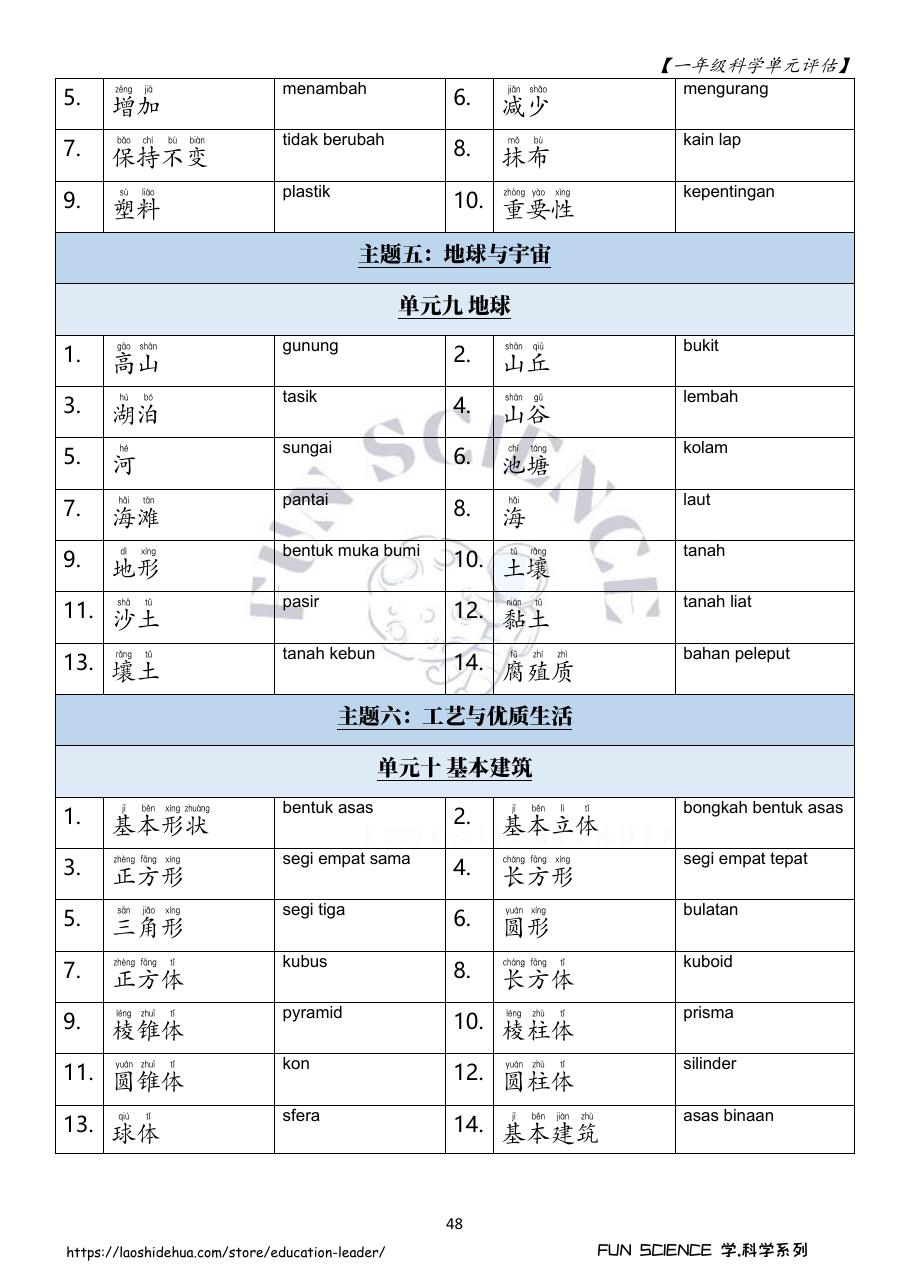 【一年级科学单元评估】
zēng jiā jiǎn shǎo
5. 增加 menambah 6. 减少 mengurang
bǎo chí bù biàn mǒ bù
7. 保持不变 tidak berubah 8. 抹布 kain lap
sù liào zhòng yào xìng
9. 塑料 plastik 10. 重要性 kepentingan
主题五：地球与宇宙
单元九 地球
gāo shān shān qiū
1. 高山 gunung 2. 山丘 bukit
hú bó shān gǔ
3. 湖泊 tasik 4. 山谷 lembah
hé chí táng
5. 河 sungai 6. 池塘 kolam
hǎi tān hǎi
7. 海滩 pantai 8. 海 laut
dì xíng tǔ rǎng
9. 地形 bentuk muka bumi 10. 土壤 tanah
shā tǔ nián tǔ
11. 沙土 pasir 12. 黏土 tanah liat
rǎng tǔ fǔ zhí zhì
13. 壤土 tanah kebun 14. 腐殖质 bahan peleput
FUN SCIENCE
主题六：工艺与优质生活
单元十 基本建筑
jī běn xíng zhuàng jī běn lì tǐ
1. 基本形状 bentuk asas 2. 基本立体 bongkah bentuk asas
zhèng fāng xíng cháng fāng xíng
3. 正方形 segi empat sama 4. 长方形 segi empat tepat
sān jiǎo xíng yuán xíng
5. 三角形 segi tiga 6. 圆形 bulatan
zhèng fāng tǐ cháng fāng tǐ
7. 正方体 kubus 8. 长方体 kuboid
léng zhuī tǐ léng zhù tǐ
9. 棱锥体 pyramid 10. 棱柱体 prisma
yuán zhuī tǐ yuán zhù tǐ
11. 圆锥体 kon 12. 圆柱体 silinder
qiú tǐ jī běn jiàn zhù
13. 球体 sfera 14. 基本建筑 asas binaan
48
https://laoshidehua.com/store/education-leader/ FUN SCIENCE 学.科学系列